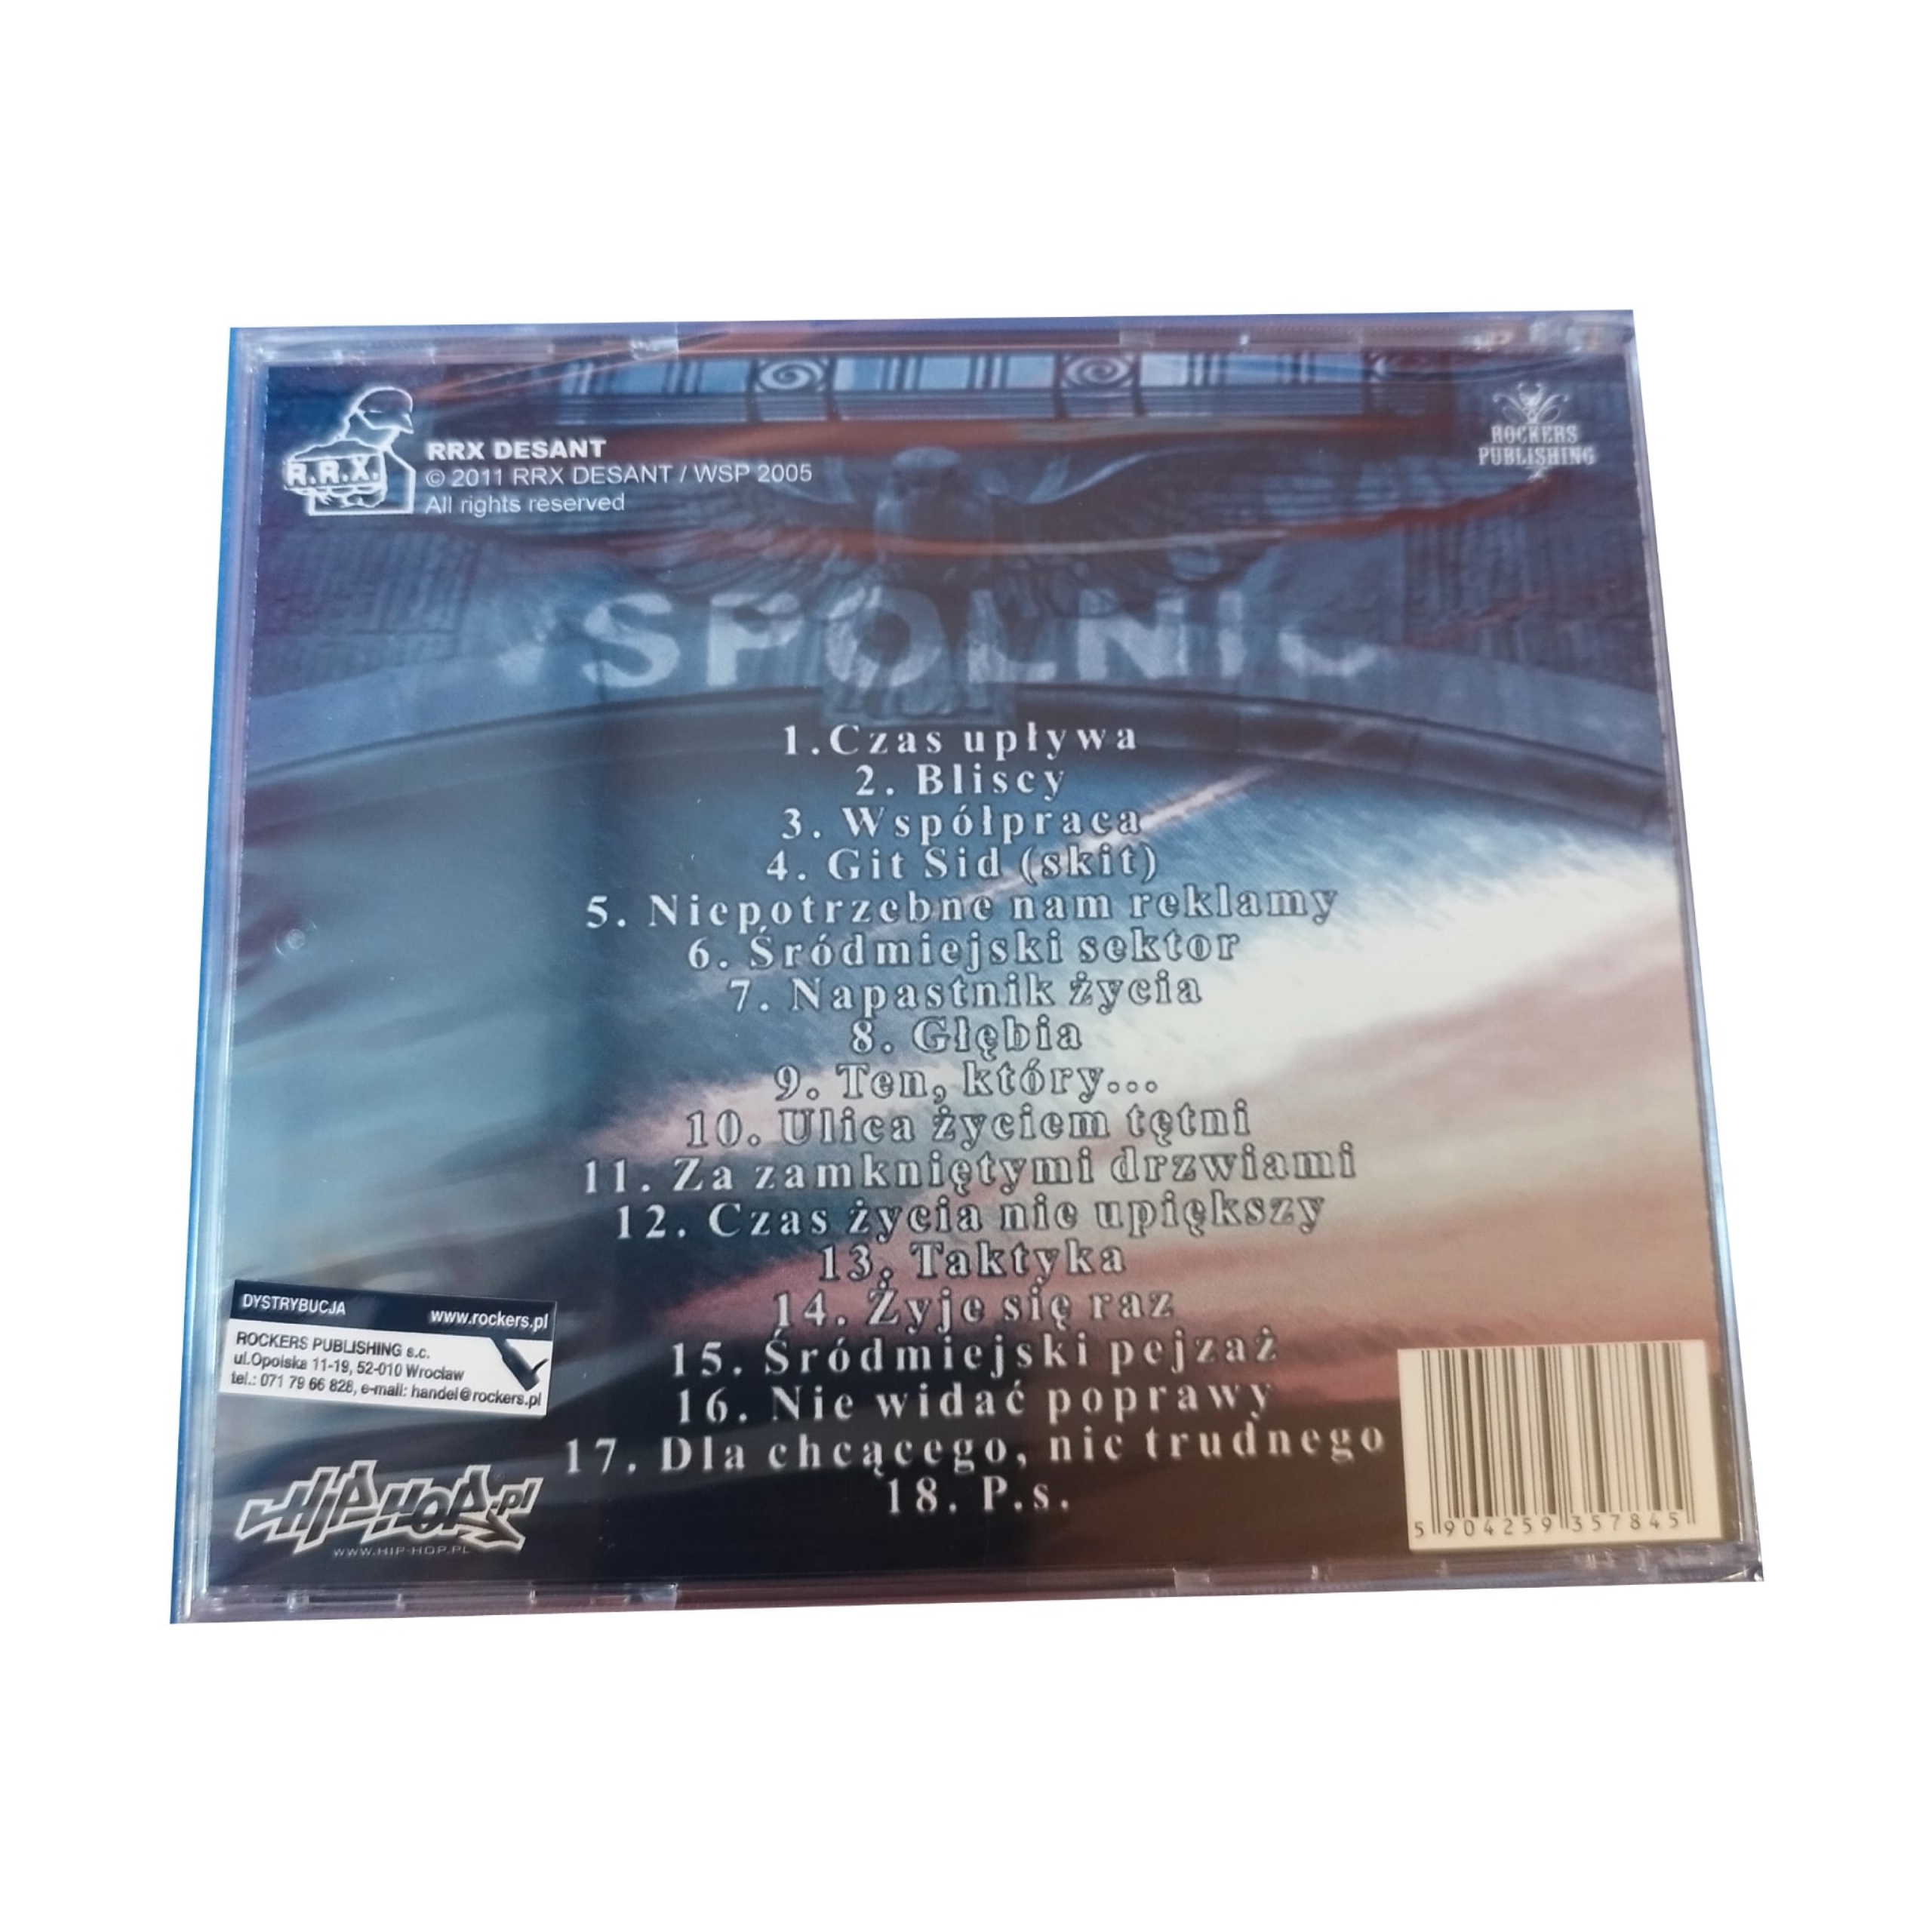 R.R.X.
RRX DESANT
© 2011 RRX DESANT / WSP 2005
All rights reserved
ROCKERS
PUBLISHING
SPÓLNIC
1.Czas upływa
2. Bliscy
3. Współpraca
4. Git Sid (skit)
5. Niepotrzebne nam reklamy
6. Śródmiejski sektor
7. Napastnik życia
8. Głębia
9. Ten, który...
10. Ulica życiem tętni
11. Za zamkniętymi drzwiami
12. Czas życia nie upiększy
13. Taktyka
14. Żyje się raz
15. Śródmiejski pejzaż
16. Nie widać poprawy
17. Dla chcącego, nic trudnego
18. P.s.
DYSTRYBUCJA
www.rockers.pl
ROCKERS PUBLISHING s.c.
ul.Opolska 11-19, 52-010 Wrocław
tel.: 071 79 66 828, e-mail: handel@rockers.pl
HIP-HOP.pl
WWW.HIP-HOP.PL
5 904259 357845